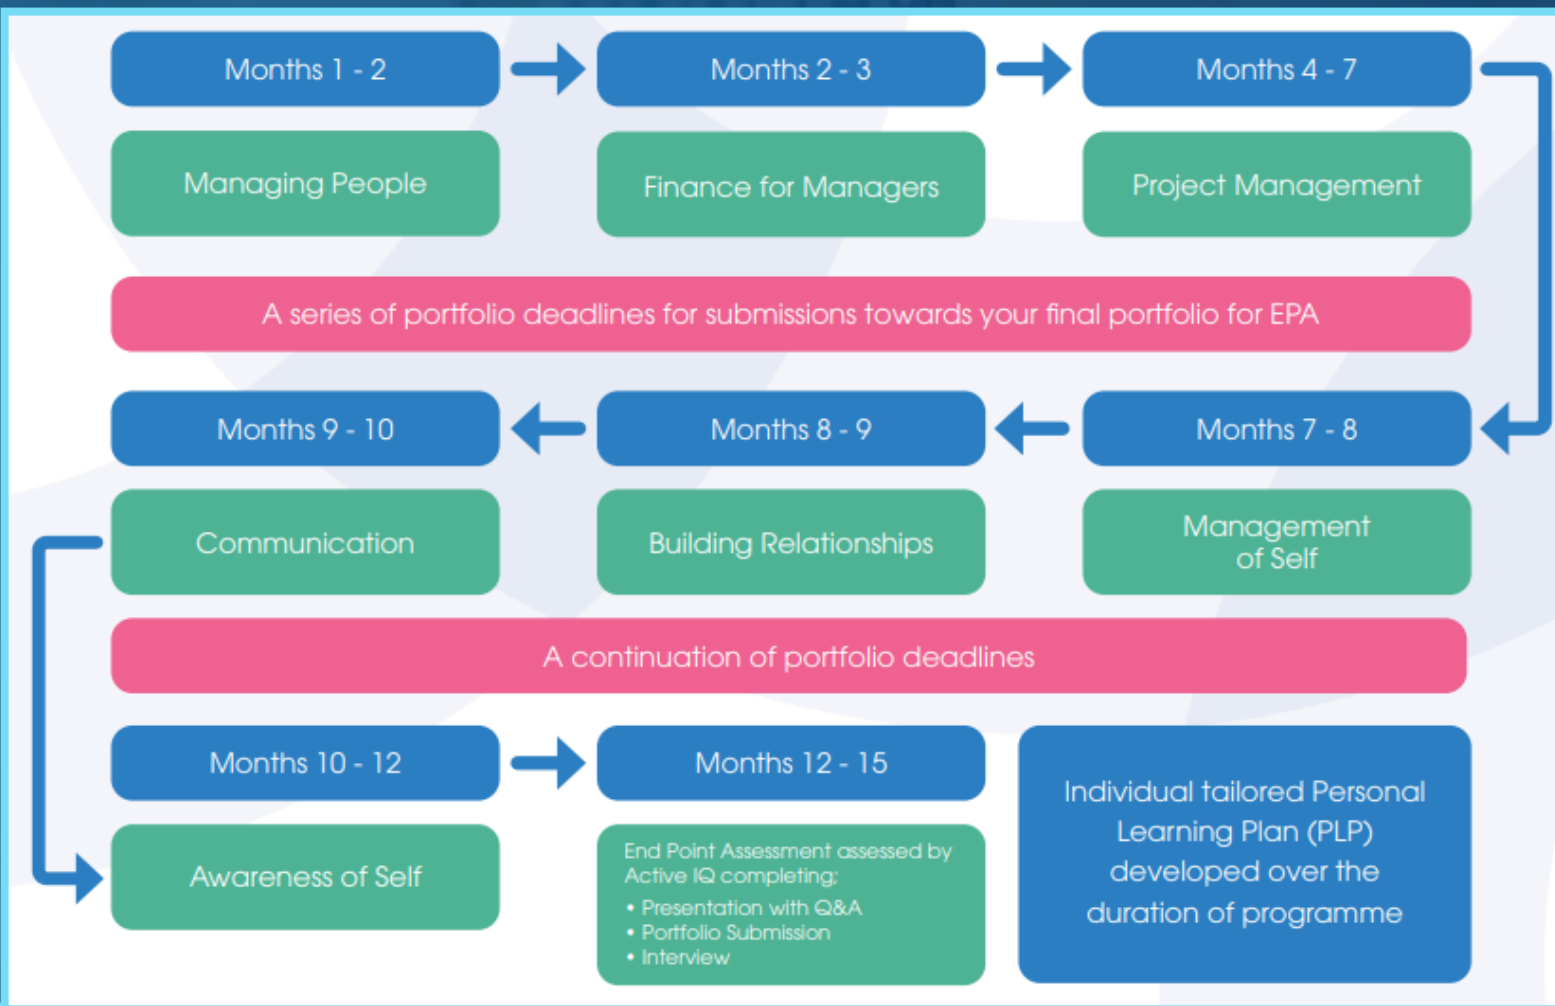 Months 1 - 2
Months 2 - 3
Months 4 - 7
Managing People
Finance for Managers
Project Management
A series of portfolio deadlines for submissions towards your final portfolio for EPA
Months 9 - 10
Months 8 - 9
Months 7 - 8
Communication
Building Relationships
Management
of Self
A continuation of portfolio deadlines
Months 10 - 12
Months 12 - 15
Awareness of Self
End Point Assessment assessed by
Active IQ completing;
• Presentation with Q&A
• Portfolio Submission
• Interview
Individual tailored Personal
Learning Plan (PLP)
developed over the
duration of programme